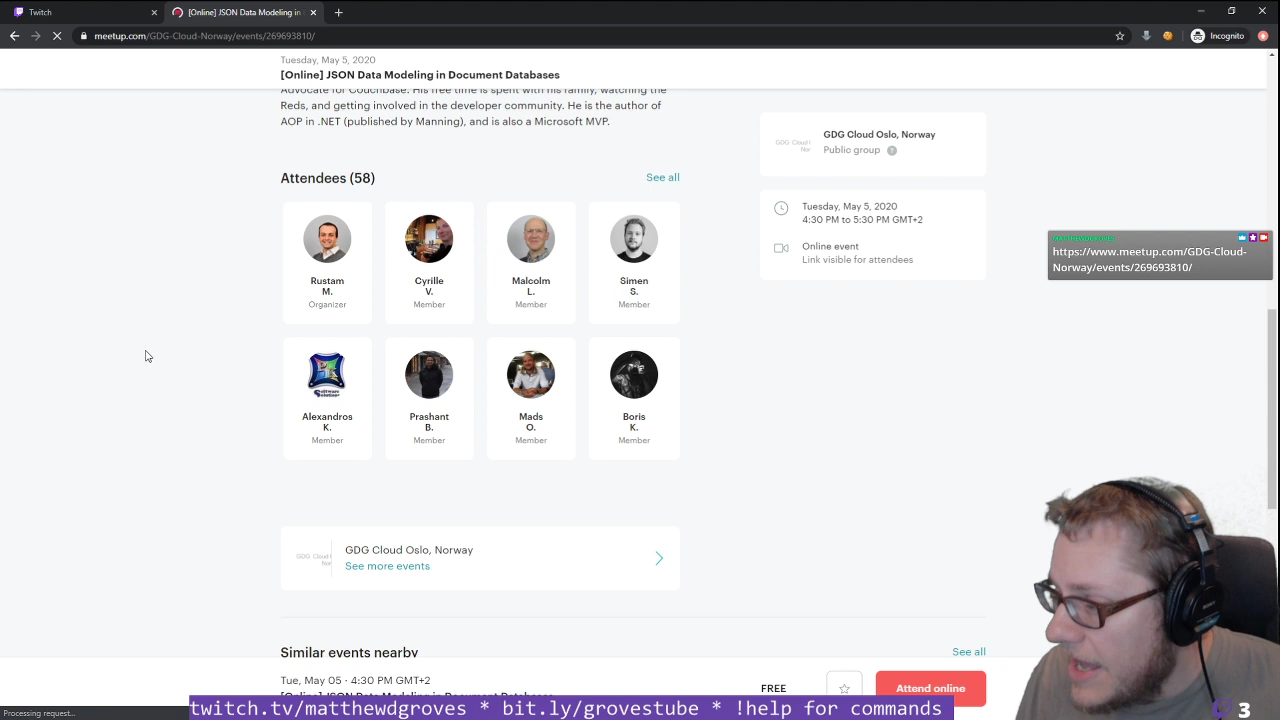 Twitch
[Online] JSON Data Modeling in
meetup.com/GDG-Cloud-Norway/events/269693810/
Incognito
Tuesday, May 5, 2020
[Online] JSON Data Modeling in Document Databases
Advocate for Couchbase. His free time is spent with his family, watching the
Reds, and getting involved in the developer community. He is the author of
AOP in .NET (published by Manning), and is also a Microsoft MVP.
GDG Cloud Oslo, Norway
Public group
Attendees (58)
See all
Tuesday, May 5, 2020
4:30 PM to 5:30 PM GMT+2
Online event
Link visible for attendees
https://www.meetup.com/GDG-Cloud-
Norway/events/269693810/
Rustam
M.
Organizer
Cyrille
V.
Member
Malcolm
L.
Member
Simen
S.
Member
Alexandros
K.
Member
Prashant
B.
Member
Mads
O.
Member
Boris
K.
Member
GDG Cloud Oslo, Norway
See more events
Similar events nearby
See all
Tue, May 05 · 4:30 PM GMT+2
[Online] JSON Data Modeling in Document Databases
FREE
Attend online
Processing request...
twitch.tv/matthewdgroves * bit.ly/grovestube * !help for commands
3